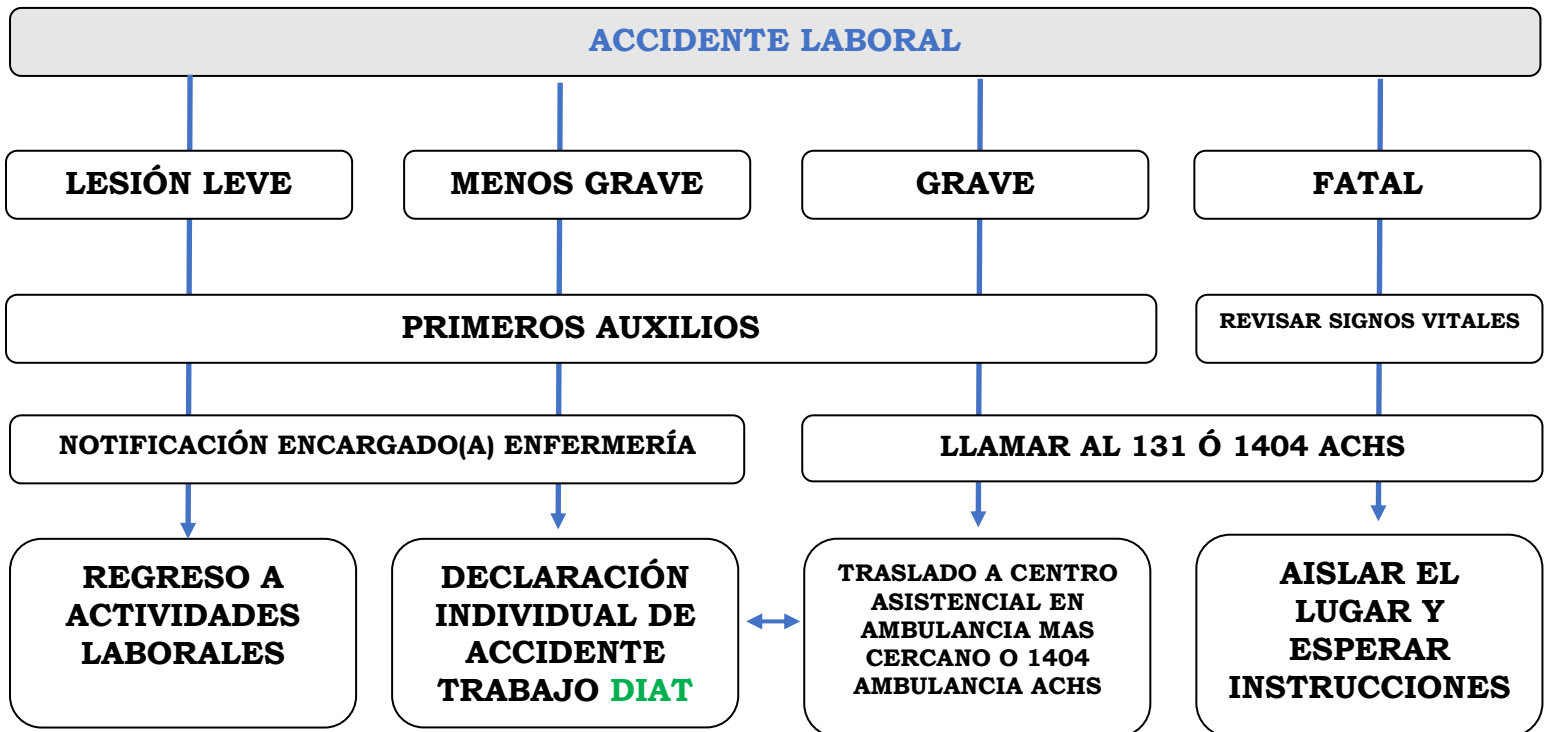 ACCIDENTE LABORAL
LESIÓN LEVE
MENOS GRAVE
GRAVE
FATAL
PRIMEROS AUXILIOS
REVISAR SIGNOS VITALES
NOTIFICACIÓN ENCARGADO(A) ENFERMERÍA
LLAMAR AL 131 Ó 1404 ACHS
REGRESO A
ACTIVIDADES
LABORALES
DECLARACIÓN
INDIVIDUAL DE
ACCIDENTE
TRABAJO DIAT
TRASLADO A CENTRO
ASISTENCIAL EN
AMBULANCIA MAS
CERCANO O 1404
AMBULANCIA ACHS
AISLAR EL
LUGAR Y
ESPERAR
INSTRUCCIONES